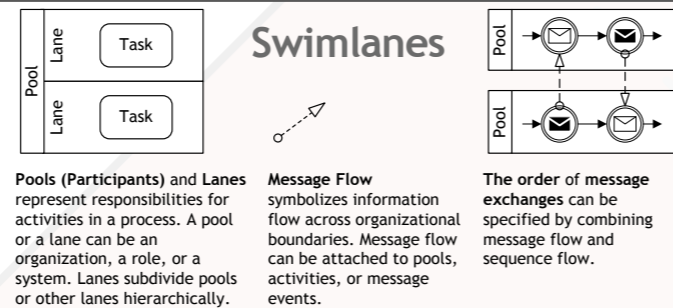 Swimlanes
Pool
Lane
Task
Lane
Task
Pool
Pool
Pools (Participants) and Lanes
represent responsibilities for
activities in a process. A pool
or a lane can be an
organization, a role, or a
system. Lanes subdivide pools
or other lanes hierarchically.
Message Flow
symbolizes information
flow across organizational
boundaries. Message flow
can be attached to pools,
activities, or message
events.
The order of message
exchanges can be
specified by combining
message flow and
sequence flow.